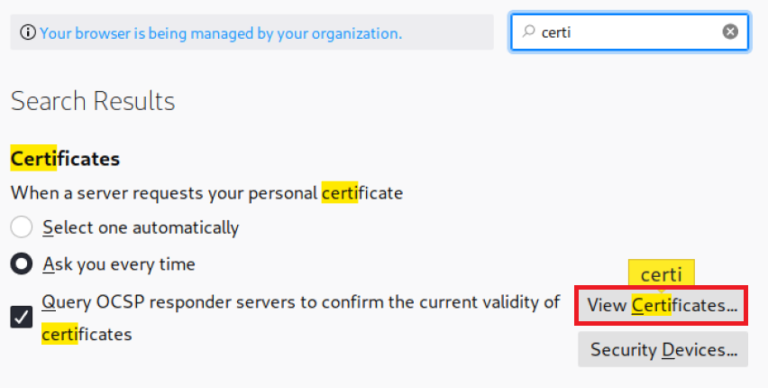 Your browser is being managed by your organization.
certi
Search Results
Certificates
When a server requests your personal certificate
Select one automatically
Ask you every time
certi
Query OCSP responder servers to confirm the current validity of
certificates
View Certificates...
Security Devices...